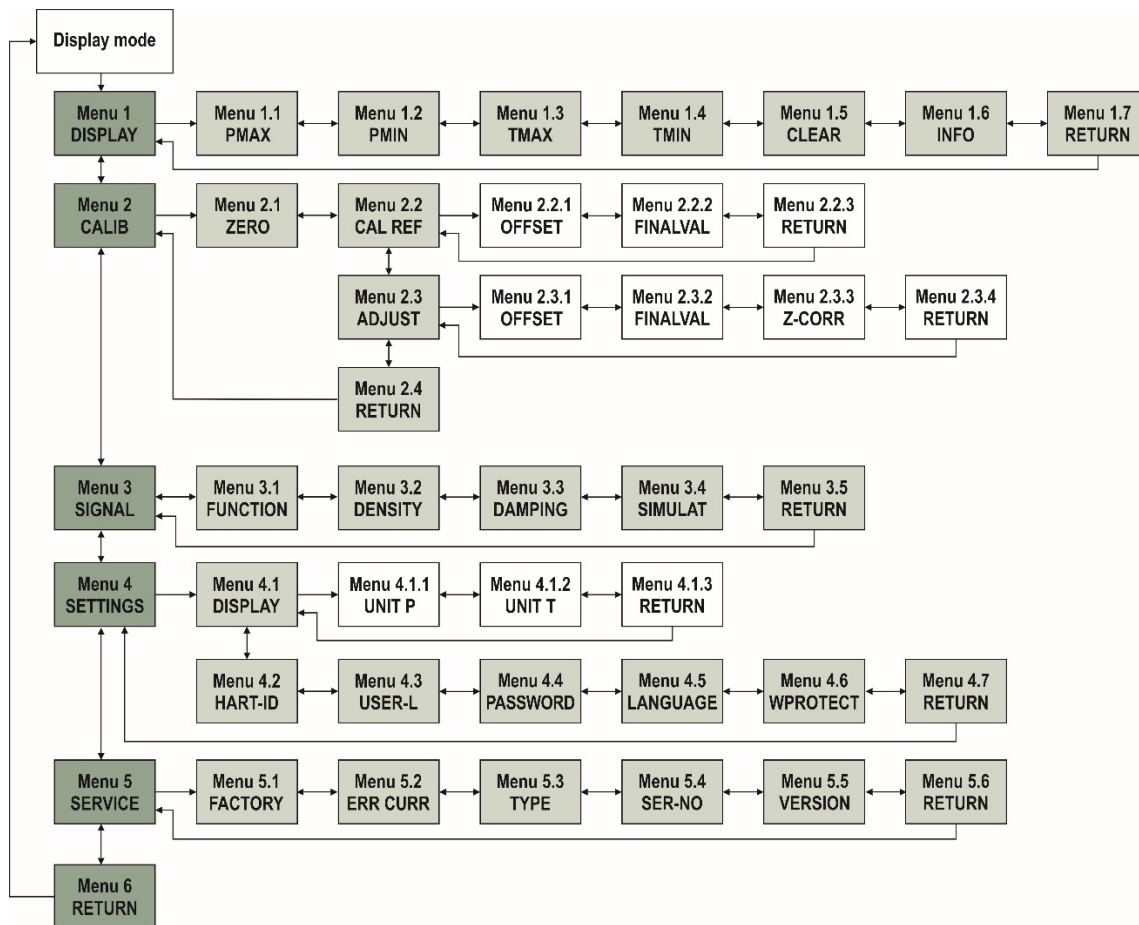 Display mode
Menu 1
DISPLAY
Menu 1.1
PMAX
Menu 1.2
PMIN
Menu 1.3
TMAX
Menu 1.4
TMIN
Menu 1.5
CLEAR
Menu 1.6
INFO
Menu 1.7
RETURN
Menu 2
CALIB
Menu 2.1
ZERO
Menu 2.2
CAL REF
Menu 2.2.1
OFFSET
Menu 2.2.2
FINALVAL
Menu 2.2.3
RETURN
Menu 2.3
ADJUST
Menu 2.3.1
OFFSET
Menu 2.3.2
FINALVAL
Menu 2.3.3
Z-CORR
Menu 2.3.4
RETURN
Menu 2.4
RETURN
Menu 3
SIGNAL
Menu 3.1
FUNCTION
Menu 3.2
DENSITY
Menu 3.3
DAMPING
Menu 3.4
SIMULAT
Menu 3.5
RETURN
Menu 4
SETTINGS
Menu 4.1
DISPLAY
Menu 4.1.1
UNIT P
Menu 4.1.2
UNIT T
Menu 4.1.3
RETURN
Menu 4.2
HART-ID
Menu 4.3
USER-L
Menu 4.4
PASSWORD
Menu 4.5
LANGUAGE
Menu 4.6
WPROTECT
Menu 4.7
RETURN
Menu 5
SERVICE
Menu 5.1
FACTORY
Menu 5.2
ERR CURR
Menu 5.3
TYPE
Menu 5.4
SER-NO
Menu 5.5
VERSION
Menu 5.6
RETURN
Menu 6
RETURN